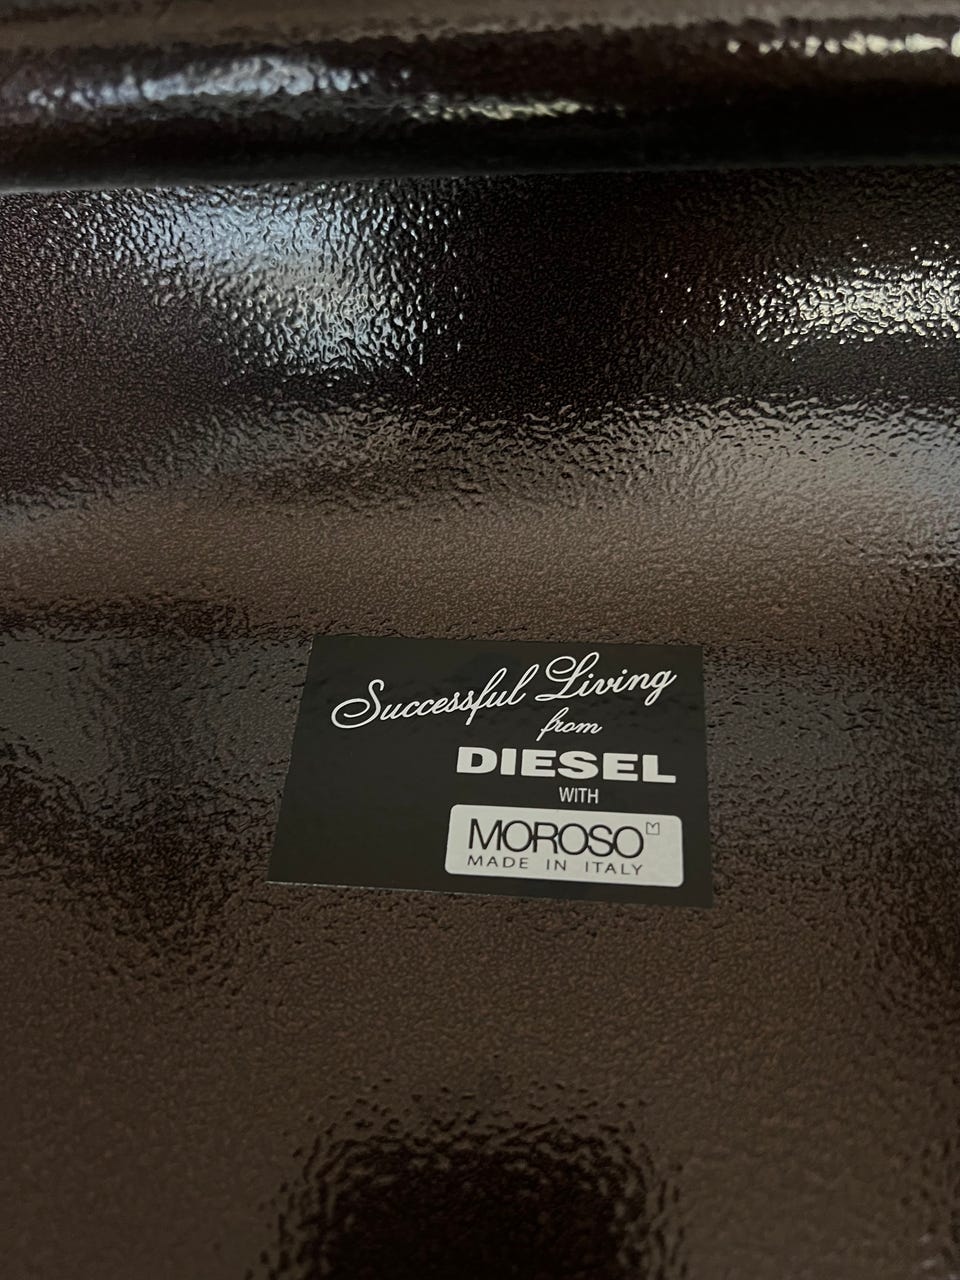 Successful Living
from
DIESEL
WITH
MOROSO
MADE IN ITALY